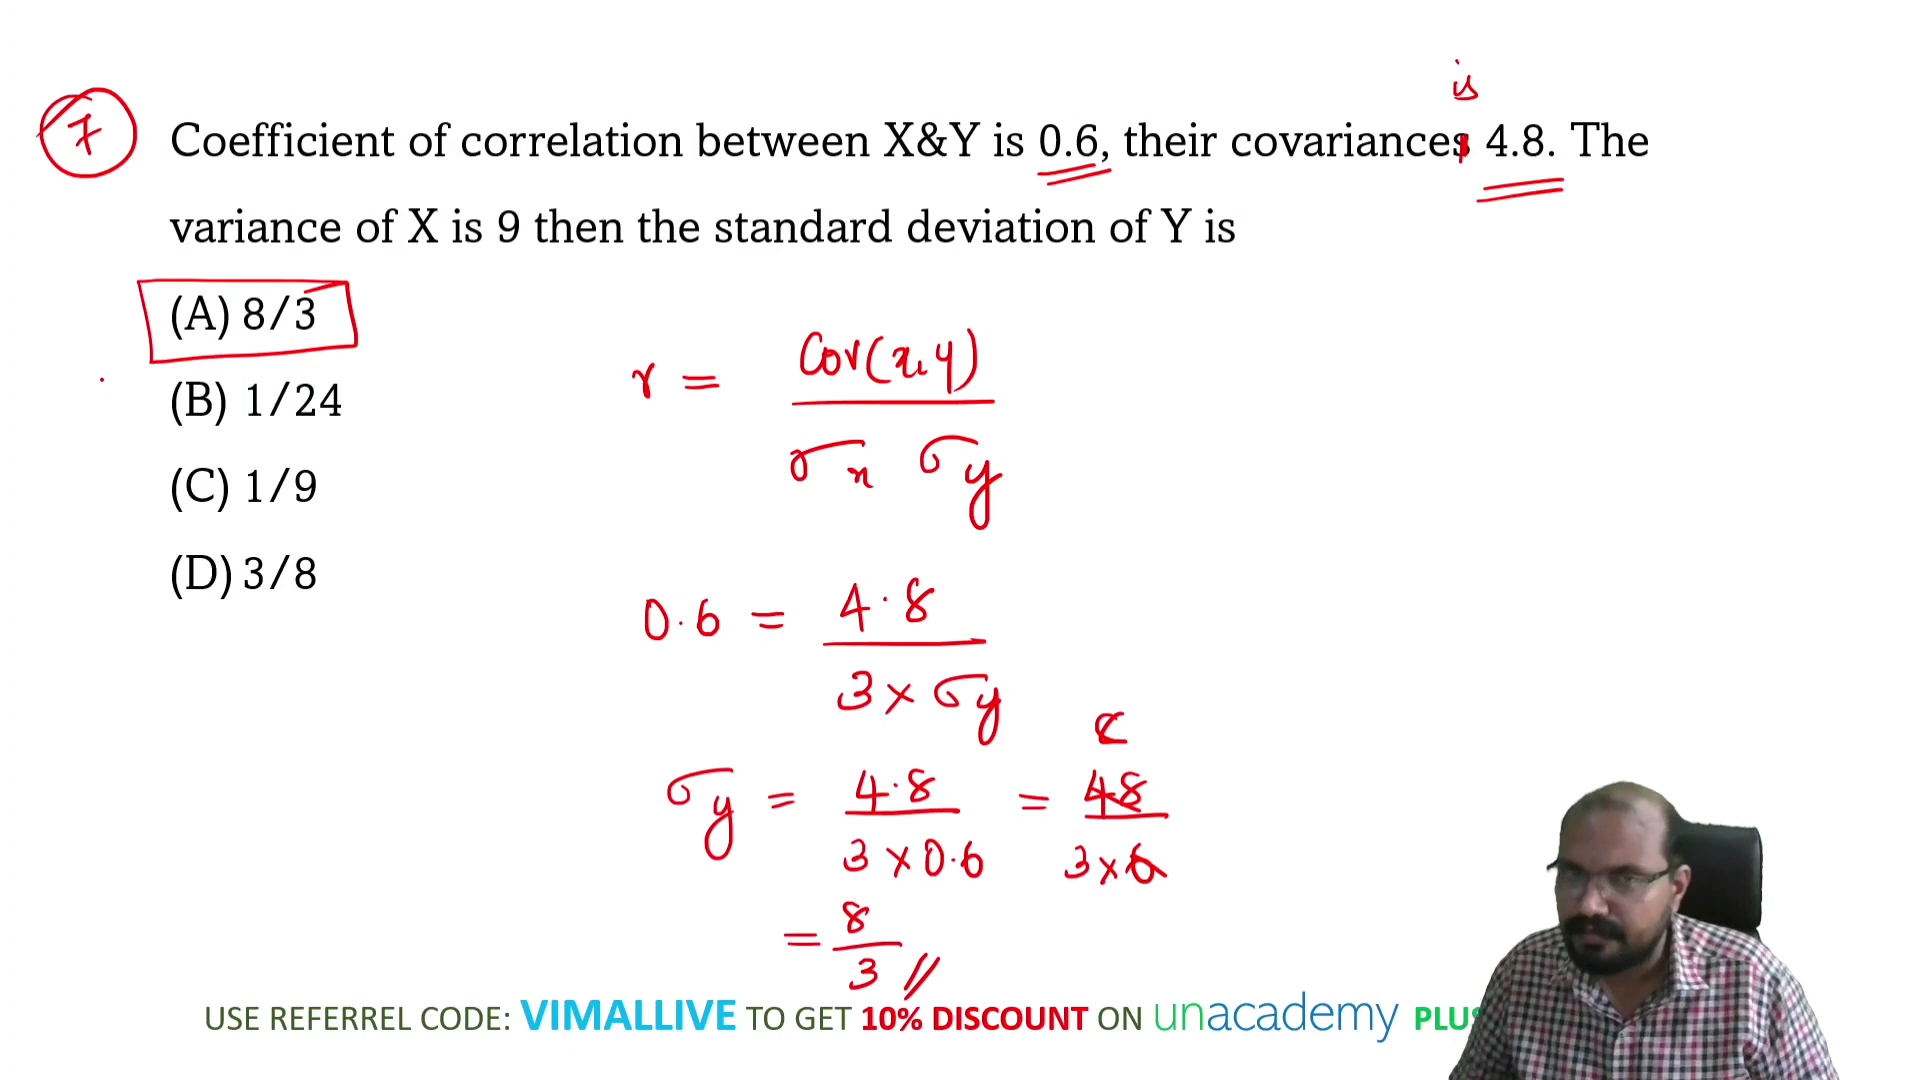 is
7
Coefficient of correlation between X&Y is 0.6, their covariances 4.8. The
variance of X is 9 then the standard deviation of Y is
(A) 8/3
(B) 1/24
(C) 1/9
(D) 3/8
r = Cov(x,y)
σx σy
0.6 = 4.8
3 × σy
8
σy = 4.8 = 48
3 × 0.6 3 × 6
= 8
3 //
USE REFERREL CODE: VIMALLIVE TO GET 10% DISCOUNT ON unacademy PLUS